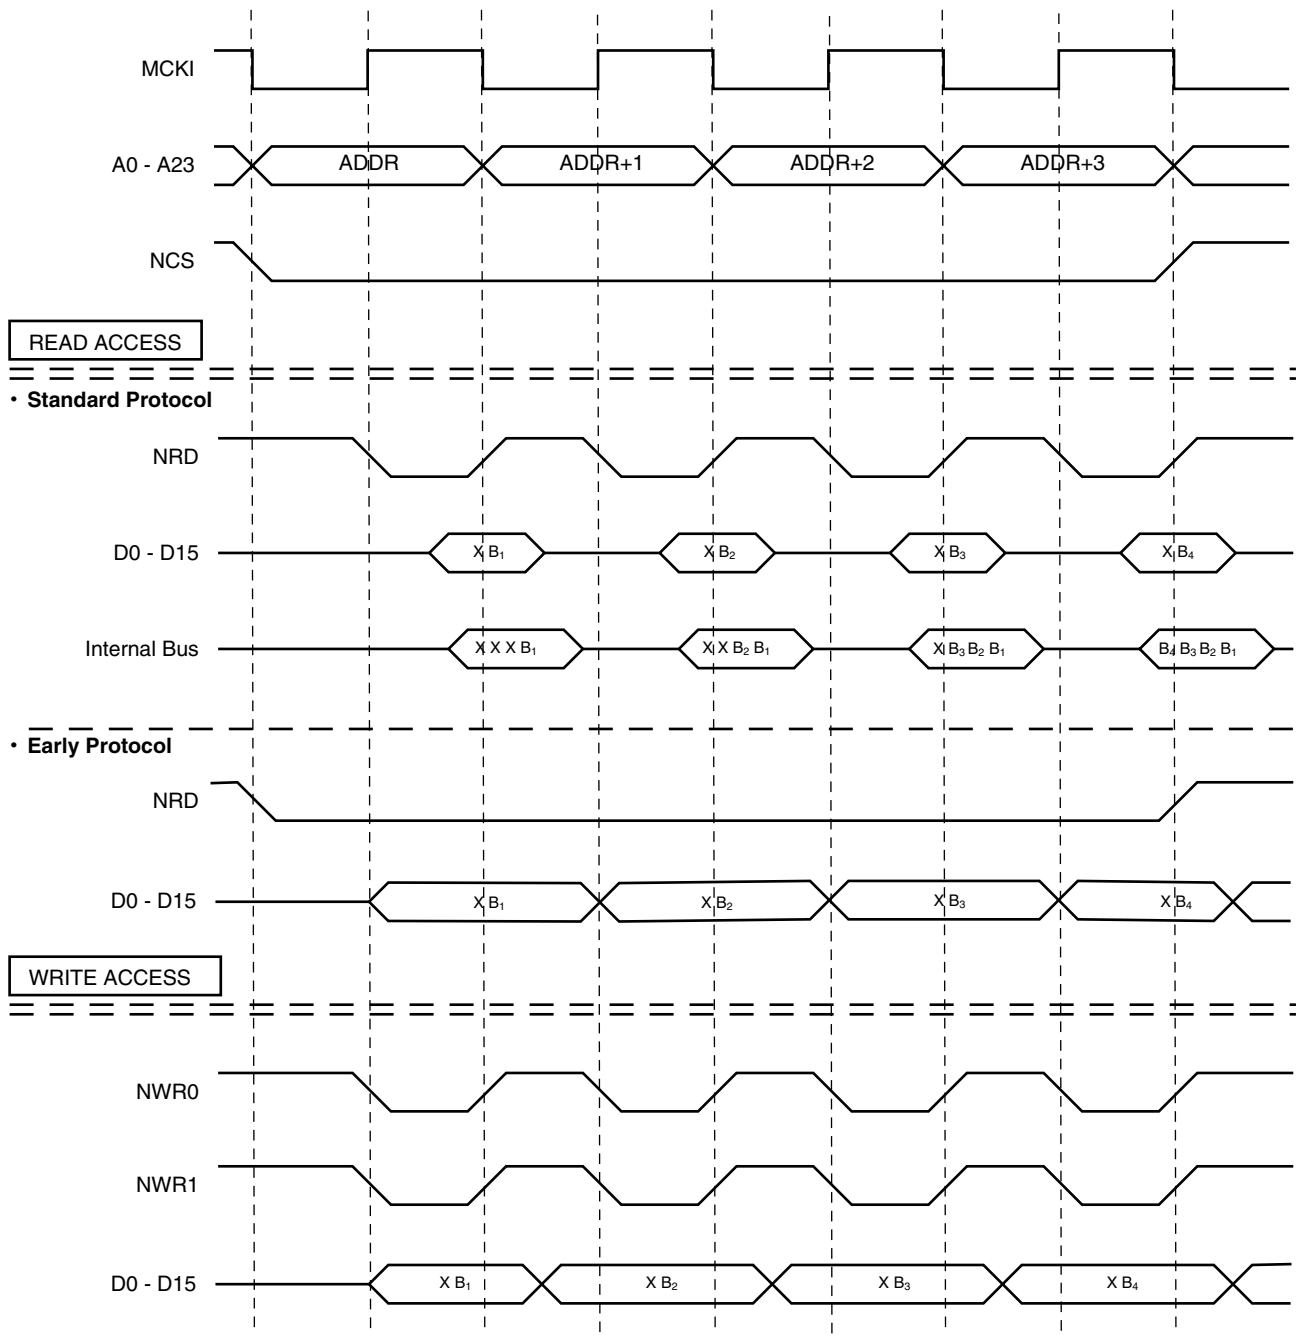 MCKI
A0 - A23 ADDR ADDR+1 ADDR+2 ADDR+3
NCS
READ ACCESS
• Standard Protocol
NRD
D0 - D15 X B₁ X B₂ X B₃ X B₄
Internal Bus X X X B₁ X X B₂ B₁ X B₃ B₂ B₁ B₄ B₃ B₂ B₁
• Early Protocol
NRD
D0 - D15 X B₁ X B₂ X B₃ X B₄
WRITE ACCESS
NWR0
NWR1
D0 - D15 X B₁ X B₂ X B₃ X B₄